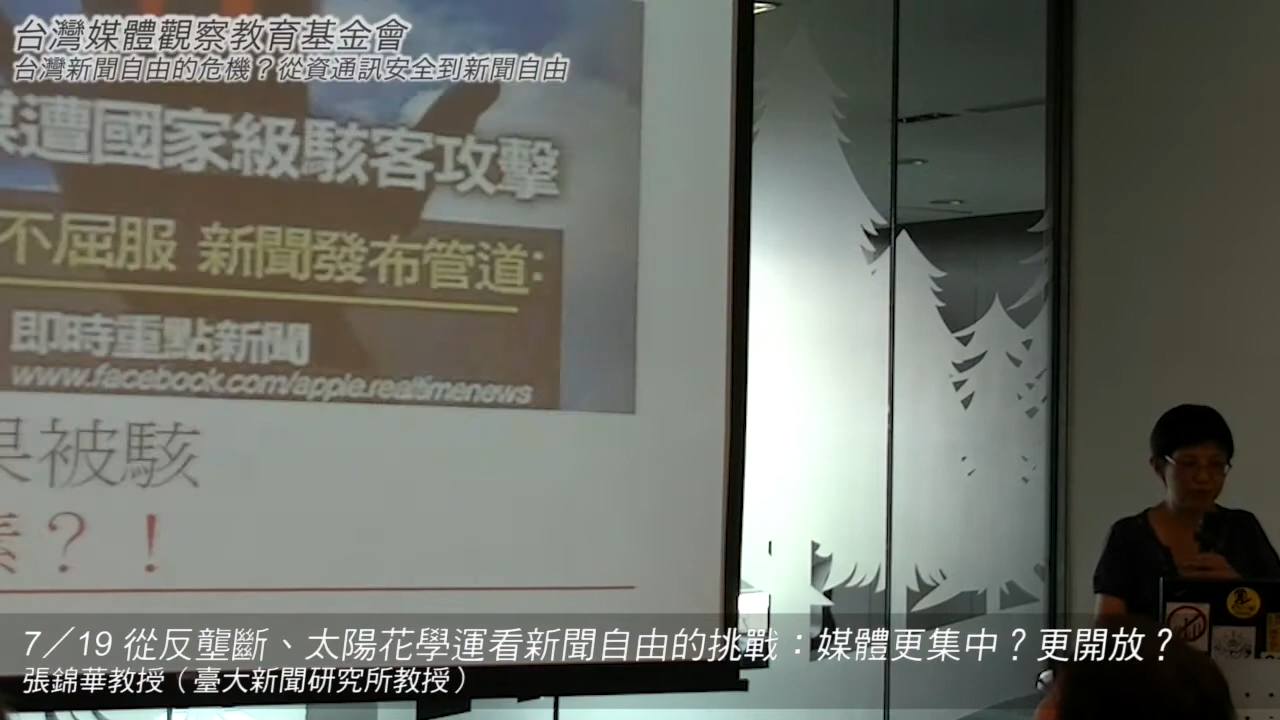 台灣媒體觀察教育基金會
台灣新聞自由的危機？從資通訊安全到新聞自由
遭國家級駭客攻擊
不屈服 新聞發布管道:
即時重點新聞
www.facebook.com/apple.realtimenews
果被駭
素？！
7／19 從反壟斷、太陽花學運看新聞自由的挑戰：媒體更集中？更開放？
張錦華教授（臺大新聞研究所教授）